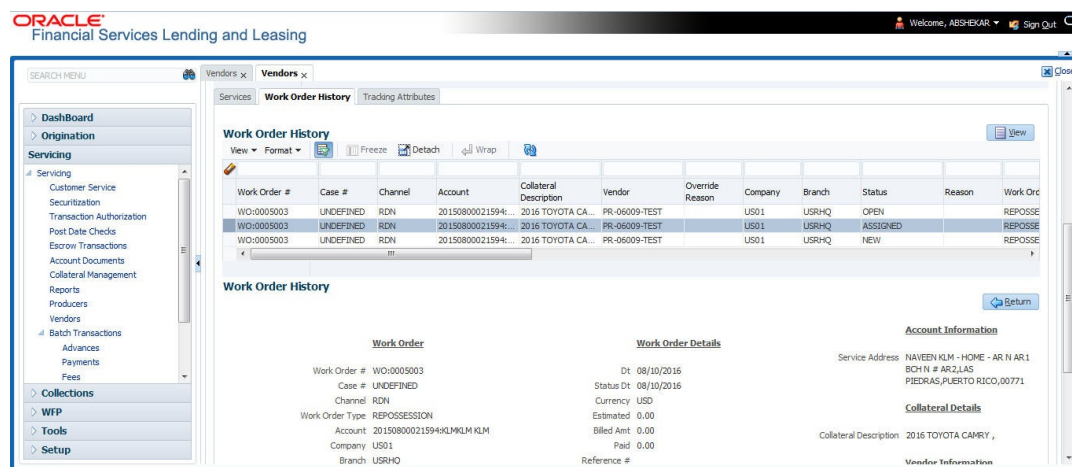 ORACLE
Financial Services Lending and Leasing
Welcome, ABSHEKAR
Sign Out
SEARCH MENU
Vendors x
Vendors x
Close
Services
Work Order History
Tracking Attributes
DashBoard
Origination
Servicing
Servicing
Customer Service
Securitization
Transaction Authorization
Post Date Checks
Escrow Transactions
Account Documents
Collateral Management
Reports
Producers
Vendors
Batch Transactions
Advances
Payments
Fees
Collections
WFP
Tools
Setup
Work Order History
View
View Format Freeze Detach Wrap
Work Order # Case # Channel Account Collateral Description Vendor Override Reason Company Branch Status Reason Work Ord
WO:0005003 UNDEFINED RDN 20150800021594:... 2016 TOYOTA CA... PR-06009-TEST US01 USRHQ OPEN REPOSSE
WO:0005003 UNDEFINED RDN 20150800021594:... 2016 TOYOTA CA... PR-06009-TEST US01 USRHQ ASSIGNED REPOSSE
WO:0005003 UNDEFINED RDN 20150800021594:... 2016 TOYOTA CA... PR-06009-TEST US01 USRHQ NEW REPOSSE
Work Order History
Return
Work Order
Work Order # WO:0005003
Case # UNDEFINED
Channel RDN
Work Order Type REPOSSESSION
Account 20150800021594:KLMKLM KLM
Company US01
Branch USRHQ
Work Order Details
Dt 08/10/2016
Status Dt 08/10/2016
Currency USD
Estimated 0.00
Billed Amt 0.00
Paid 0.00
Reference #
Account Information
Service Address NAVEEN KLM - HOME - AR N AR1
BCH N # AR2,LAS
PIEDRAS,PUERTO RICO,00771
Collateral Details
Collateral Description 2016 TOYOTA CAMRY ,
Vendor Information